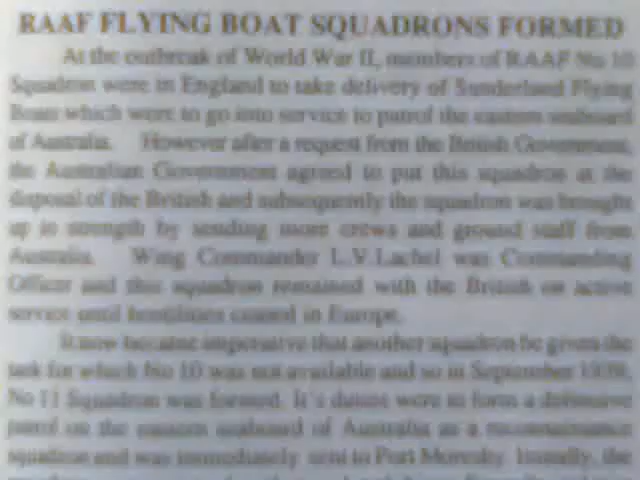 RAAF FLYING BOAT SQUADRONS FORMED
At the outbreak of World War II, members of RAAF No 10
Squadron were in England to take delivery of Sunderland Flying
Boats which were to go into service to patrol the eastern seaboard
of Australia. However after a request from the British Government,
the Australian Government agreed to put this squadron at the
disposal of the British and subsequently the squadron was brought
up to strength by sending more crews and ground staff from
Australia. Wing Commander L.V.Lachel was Commanding
Officer and this squadron remained with the British on active
service until hostilities ceased in Europe.
It now became imperative that another squadron be given the
task for which No 10 was not available and so in September 1939,
No 11 Squadron was formed. It's duties were to form a defensive
patrol on the eastern seaboard of Australia as a reconnaissance
squadron and was immediately sent to Port Moresby. Initially, the